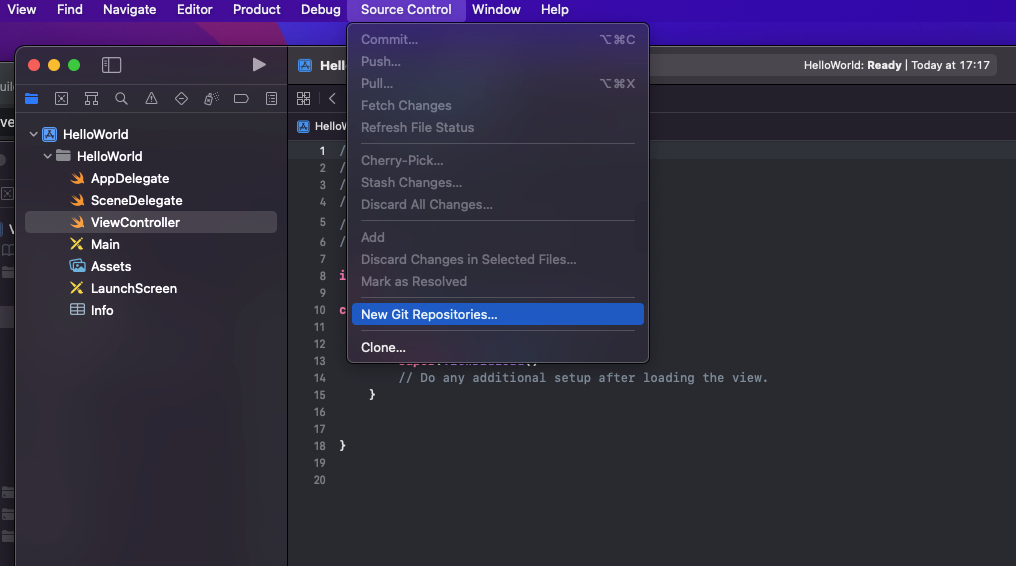 View Find Navigate Editor Product Debug Source Control Window Help
Commit... ⌥⌘C
Push...
Pull... ⌥⌘X
Fetch Changes
Refresh File Status
Cherry-Pick...
Stash Changes...
Discard All Changes...
Add
Discard Changes in Selected Files...
Mark as Resolved
New Git Repositories...
Clone...
HelloWorld: Ready | Today at 17:17
HelloWorld
HelloWorld
AppDelegate
SceneDelegate
ViewController
Main
Assets
LaunchScreen
Info
1 /
2 /
3 /
4 /
5 /
6 /
7
8 i
9
10 c
11
12
13
14 // Do any additional setup after loading the view.
15 }
16
17
18 }
19
20